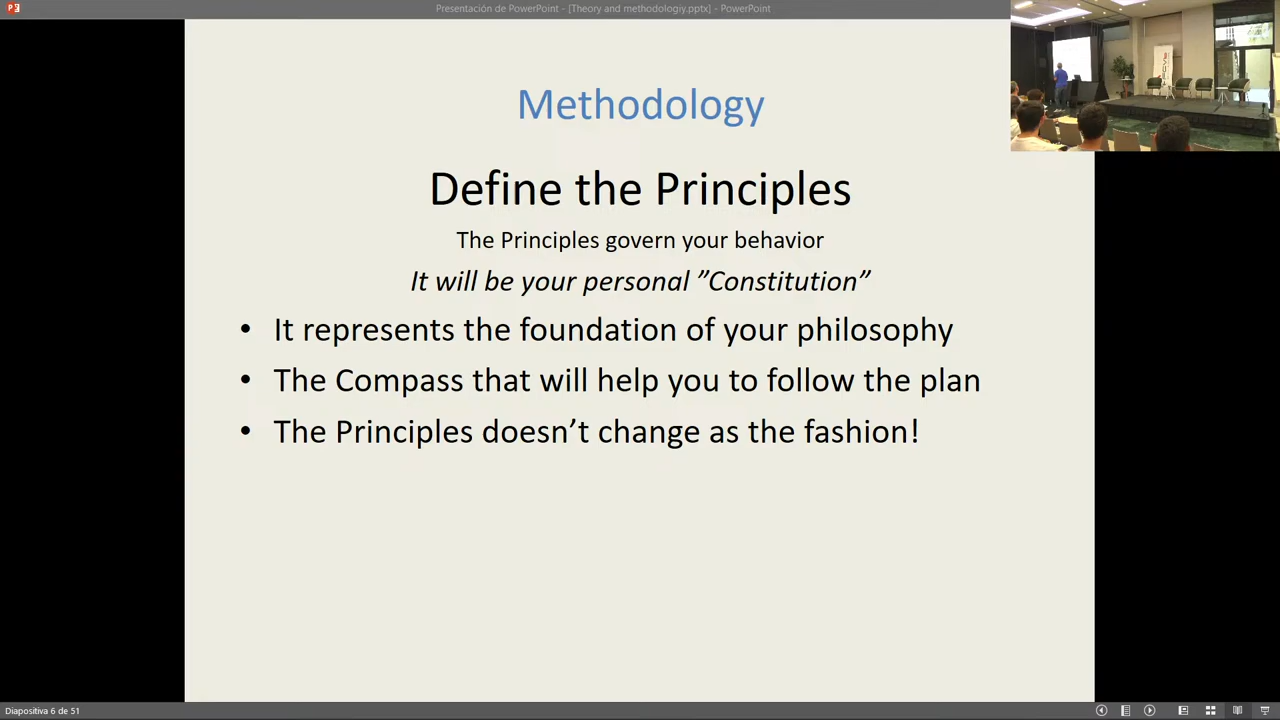 Presentación de PowerPoint - [Theory and methodologiy.pptx] - PowerPoint
Methodology
Define the Principles
The Principles govern your behavior
It will be your personal ”Constitution”
• It represents the foundation of your philosophy
• The Compass that will help you to follow the plan
• The Principles doesn’t change as the fashion!
Diapositiva 6 de 51